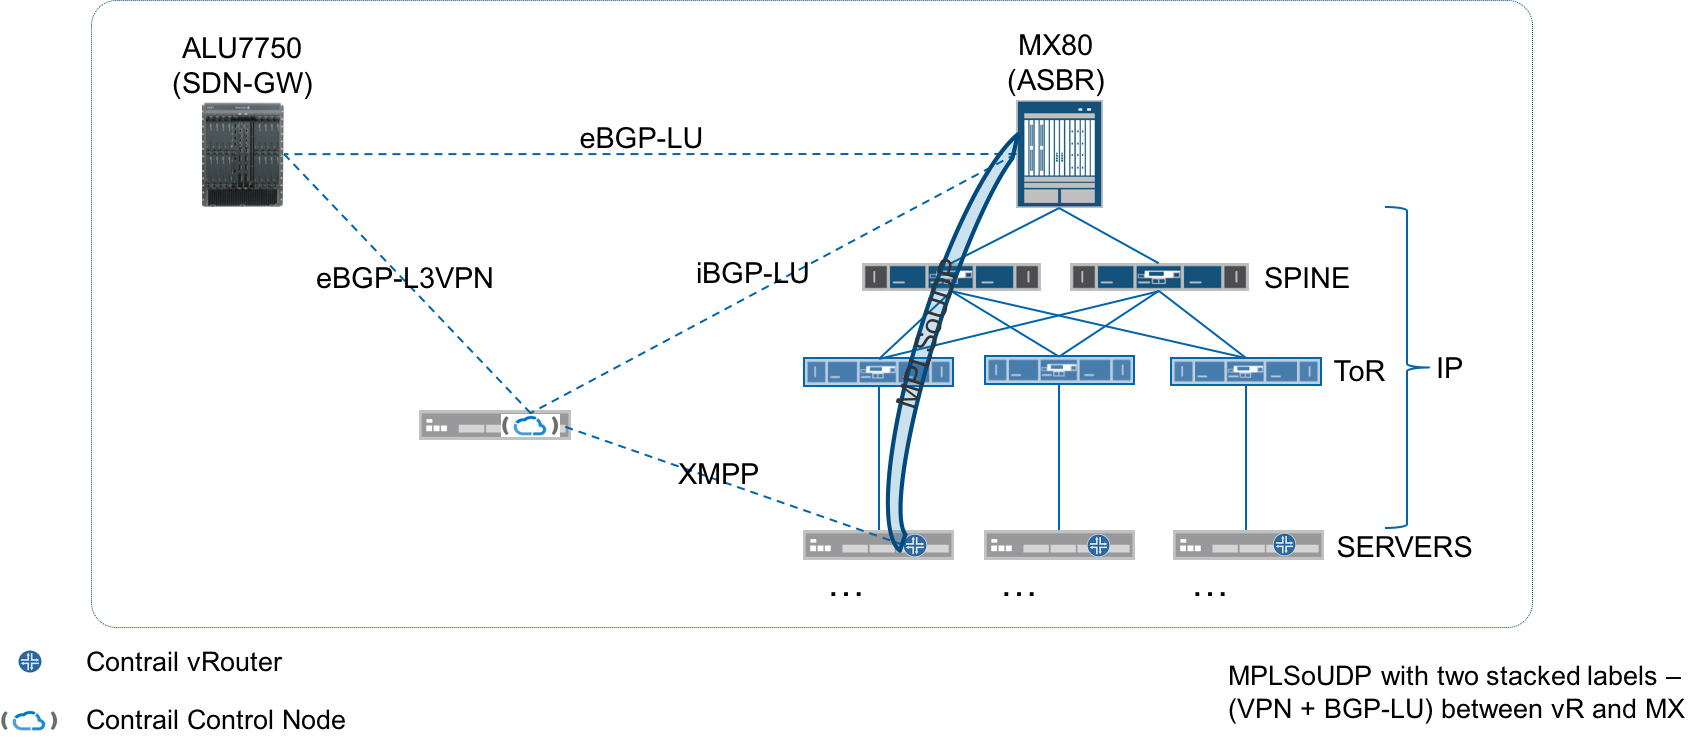 ALU7750
(SDN-GW)
MX80
(ASBR)
eBGP-LU
eBGP-L3VPN
iBGP-LU
MPLSoUDP
SPINE
ToR
IP
XMPP
SERVERS
...
...
...
Contrail vRouter
Contrail Control Node
MPLSoUDP with two stacked labels –
(VPN + BGP-LU) between vR and MX